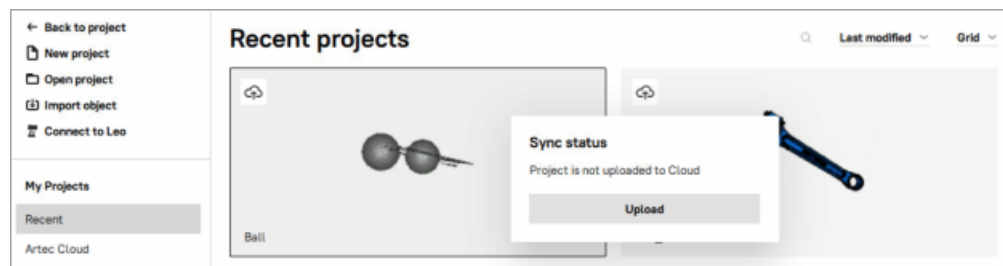 Back to project
New project
Open project
Import object
Connect to Leo
My Projects
Recent
Artec Cloud
Recent projects
Last modified
Grid
Ball
Sync status
Project is not uploaded to Cloud
Upload